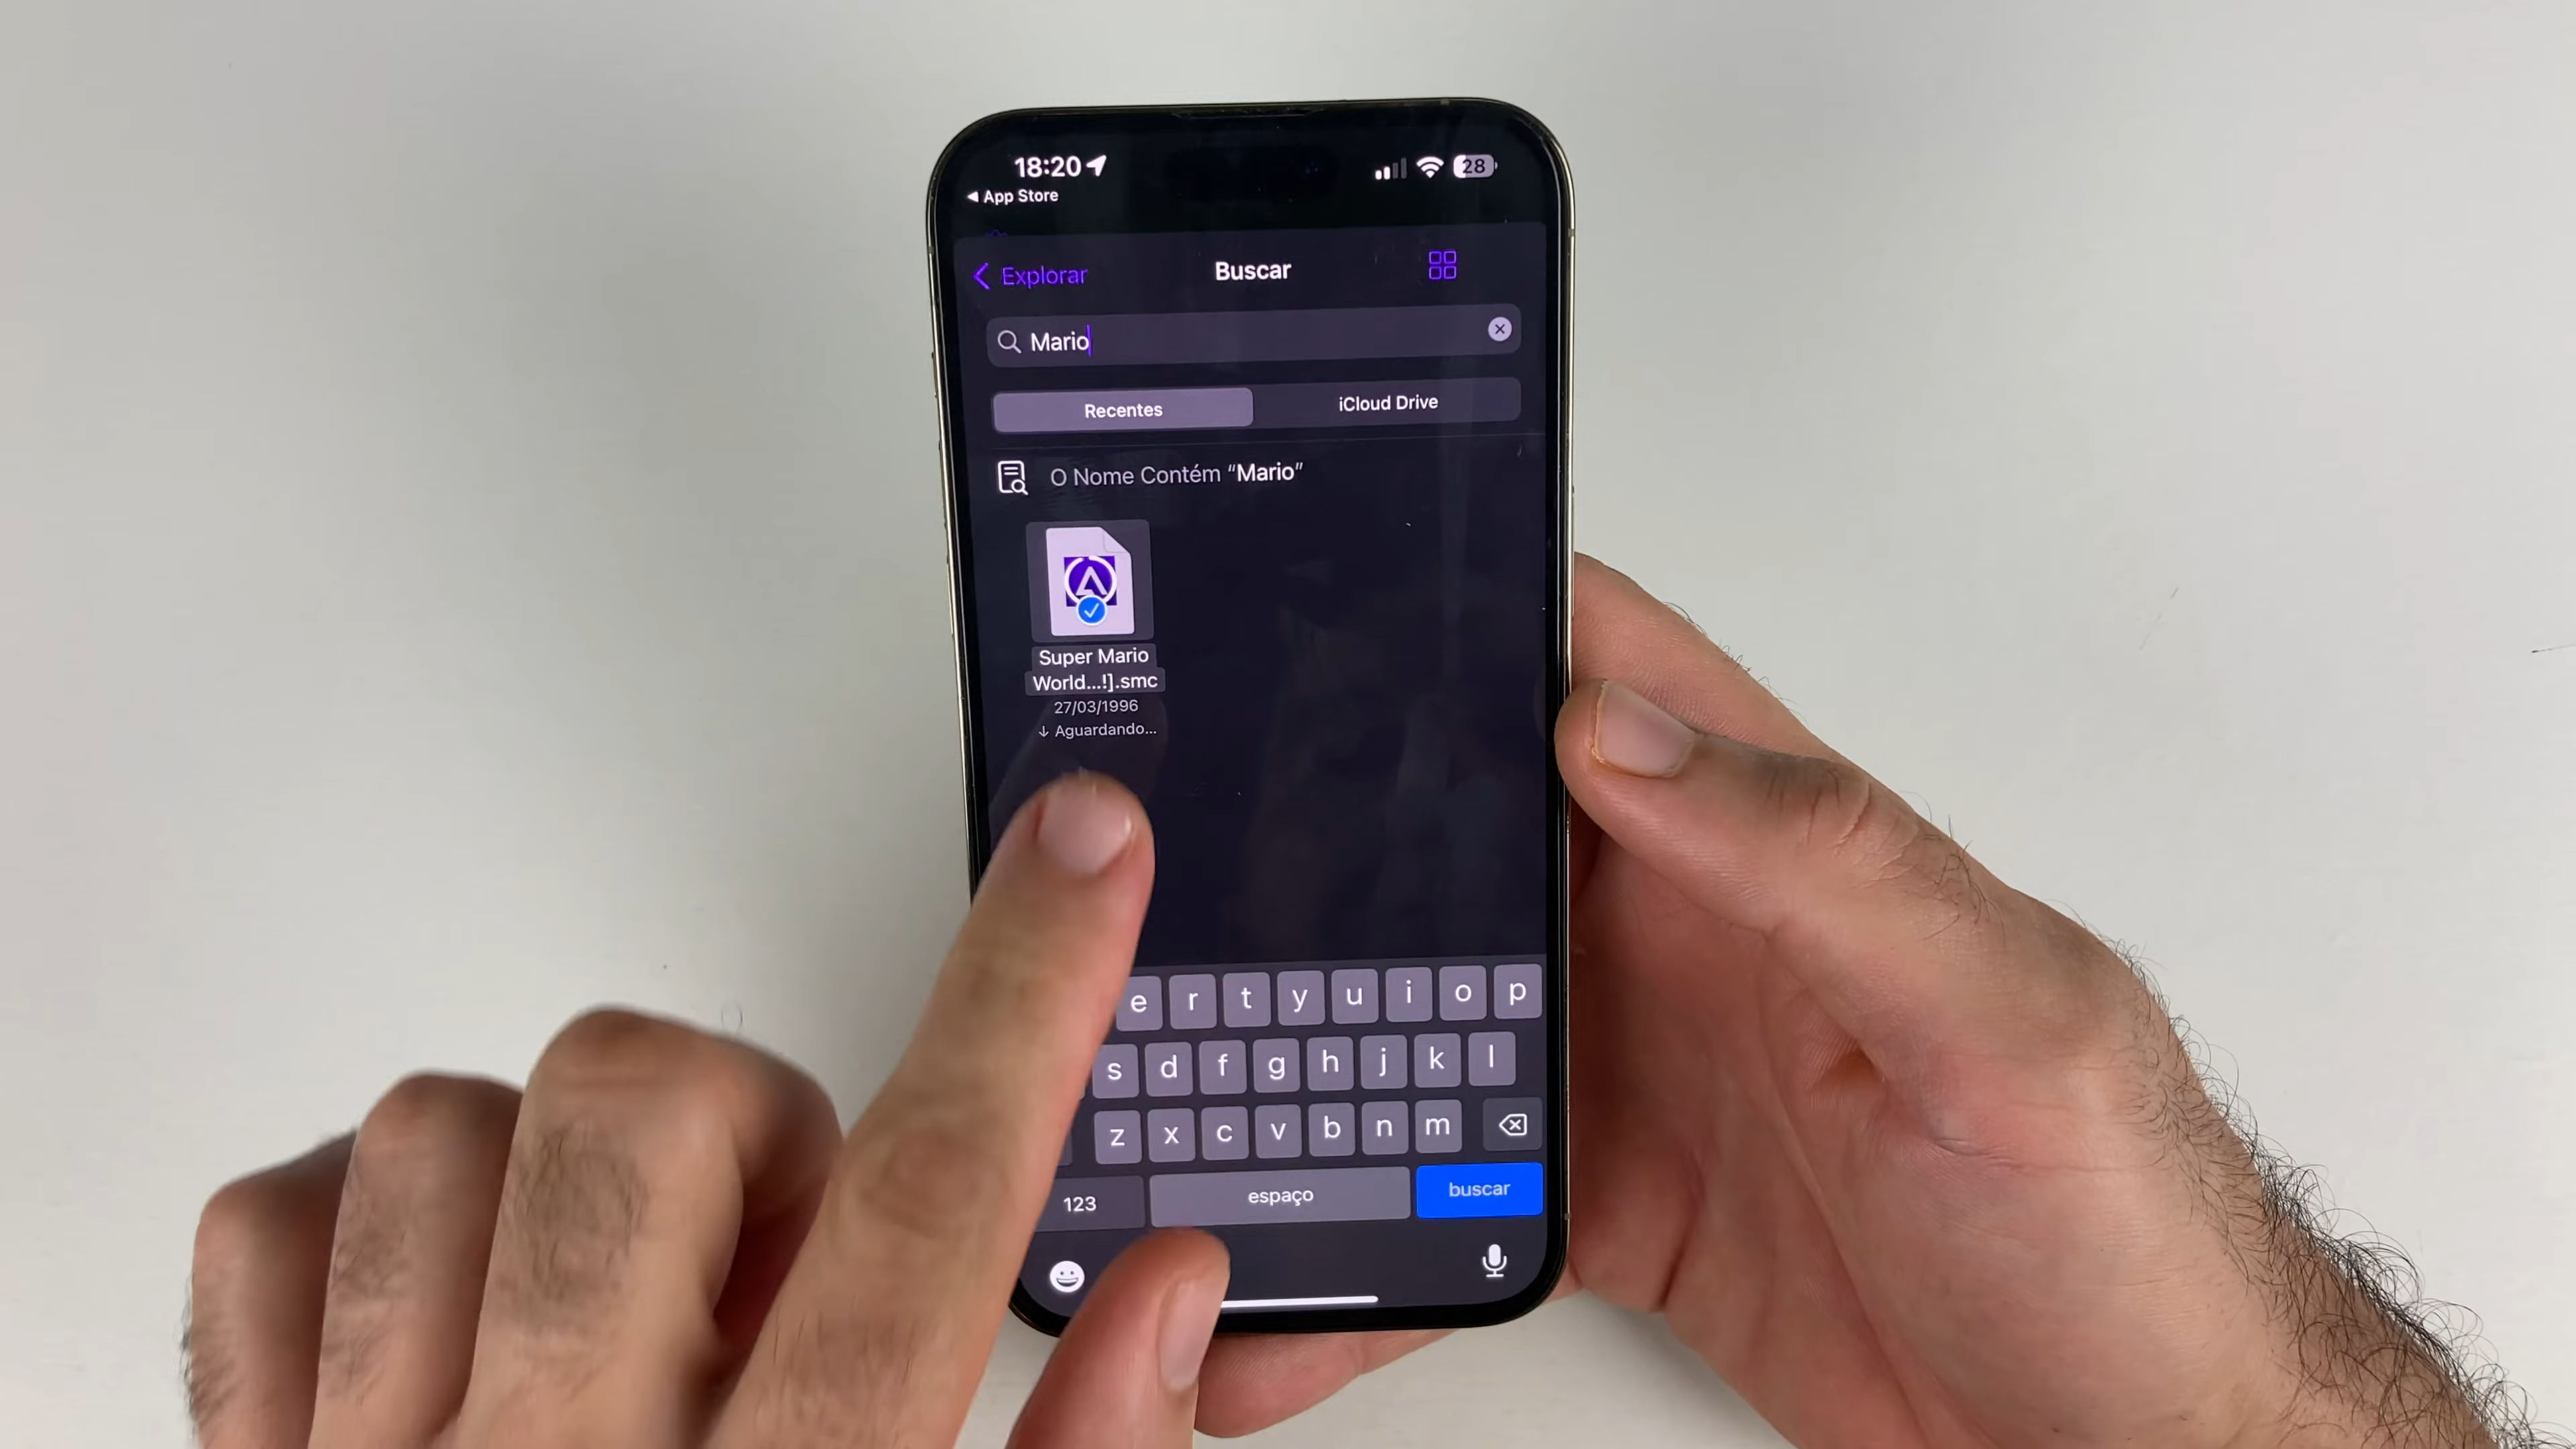 18:20
28
App Store
Explorar
Buscar
Mario
Recentes
iCloud Drive
O Nome Contém “Mario”
Super Mario
World...!].smc
27/03/1996
Aguardando...
e r t y u i o p
s d f g h j k l
z x c v b n m
123
espaço
buscar